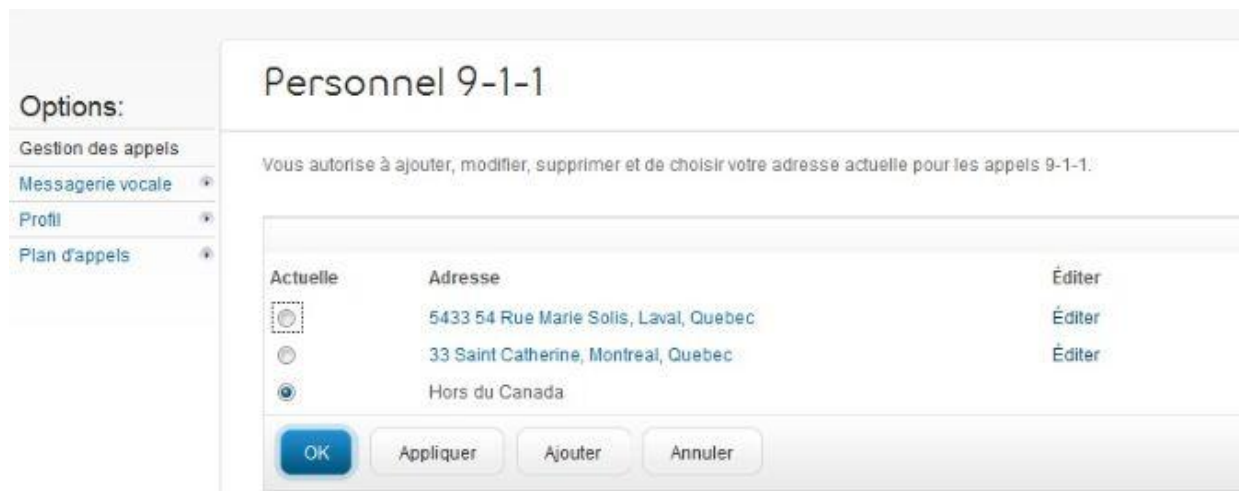 Options:
Gestion des appels
Messagerie vocale
Profil
Plan d'appels
Personnel 9-1-1
Vous autorise à ajouter, modifier, supprimer et de choisir votre adresse actuelle pour les appels 9-1-1.
Actuelle Adresse Éditer
5433 54 Rue Marie Solis, Laval, Quebec Éditer
33 Saint Catherine, Montreal, Quebec Éditer
Hors du Canada
OK Appliquer Ajouter Annuler